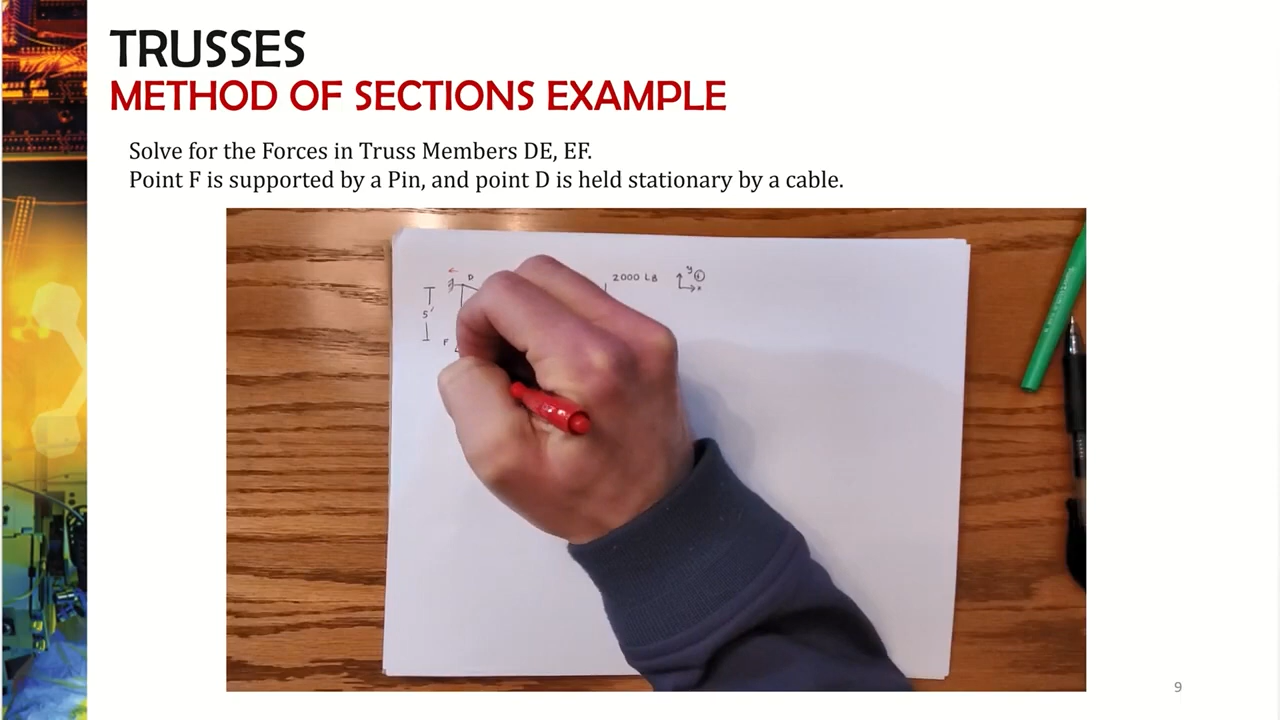 TRUSSES
METHOD OF SECTIONS EXAMPLE
Solve for the Forces in Truss Members DE, EF.
Point F is supported by a Pin, and point D is held stationary by a cable.
D
2000 LB
y
+
x
5'
F
9